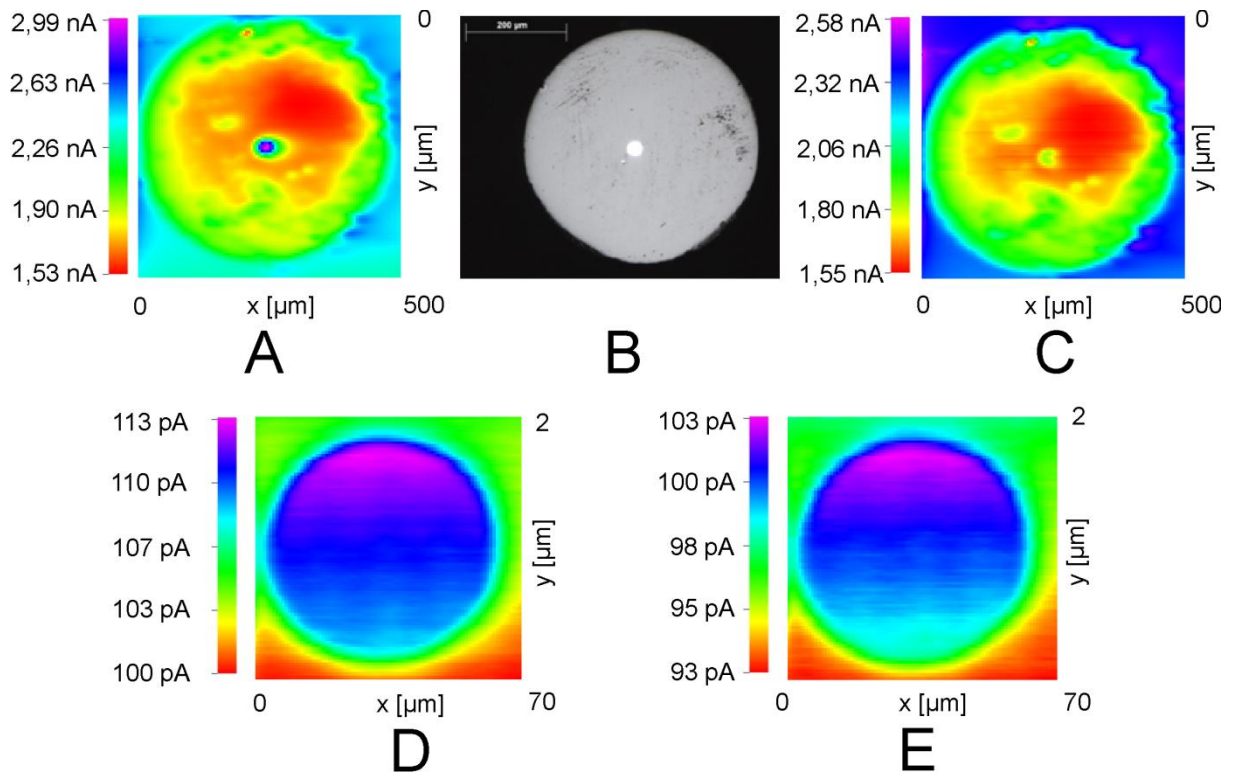 2,99 nA
2,63 nA
2,26 nA
1,90 nA
1,53 nA
0
y [µm]
0
x [µm]
500
A
200 µm
B
2,58 nA
2,32 nA
2,06 nA
1,80 nA
1,55 nA
0
y [µm]
0
x [µm]
500
C
113 pA
110 pA
107 pA
103 pA
100 pA
2
y [µm]
0
x [µm]
70
D
103 pA
100 pA
98 pA
95 pA
93 pA
2
y [µm]
0
x [µm]
70
E